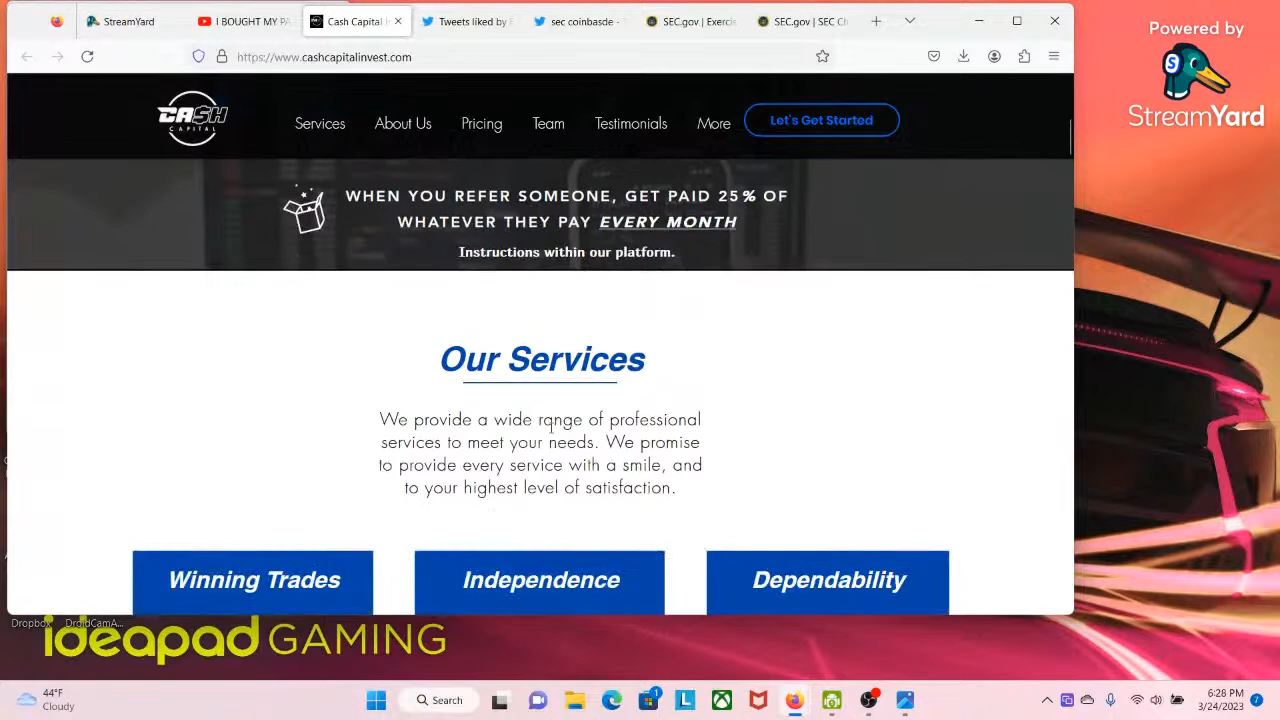 StreamYard
I BOUGHT MY PA
Cash Capital In
Tweets liked by E
sec coinbasde -
SEC.gov | Exercis
SEC.gov | SEC Ch
https://www.cashcapitalinvest.com
Powered by
StreamYard
CASH
CAPITAL
Services
About Us
Pricing
Team
Testimonials
More
Let's Get Started
WHEN YOU REFER SOMEONE, GET PAID 25% OF
WHATEVER THEY PAY EVERY MONTH
Instructions within our platform.
Our Services
We provide a wide range of professional
services to meet your needs. We promise
to provide every service with a smile, and
to your highest level of satisfaction.
Winning Trades
Independence
Dependability
Dropbox
DroidCamA...
ideapad GAMING
44°F
Cloudy
Search
6:28 PM
3/24/2023